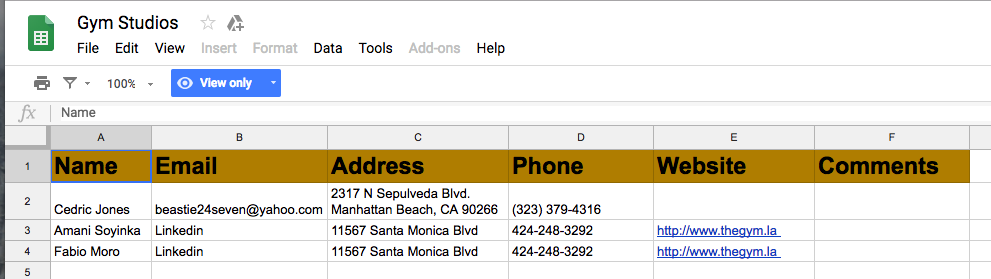 Gym Studios
File Edit View Insert Format Data Tools Add-ons Help
100% View only
fx Name
A B C D E F
1 Name Email Address Phone Website Comments
2317 N Sepulveda Blvd.
2 Cedric Jones beastie24seven@yahoo.com Manhattan Beach, CA 90266 (323) 379-4316
3 Amani Soyinka Linkedin 11567 Santa Monica Blvd 424-248-3292 http://www.thegym.la
4 Fabio Moro Linkedin 11567 Santa Monica Blvd 424-248-3292 http://www.thegym.la
5